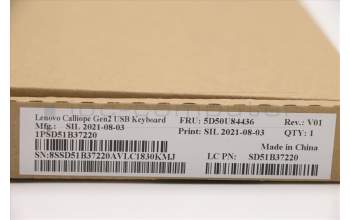 Lenovo Calliope Gen2 USB Keyboard FRU: 5D50U84436 Rev.: V01
Mfg.: SIL 2021-08-03 Print: SIL 2021-08-03 QTY: 1
1PSD51B37220 Made in China
SN:8SSD51B37220AVLC1830KMJ LC PN: SD51B37220